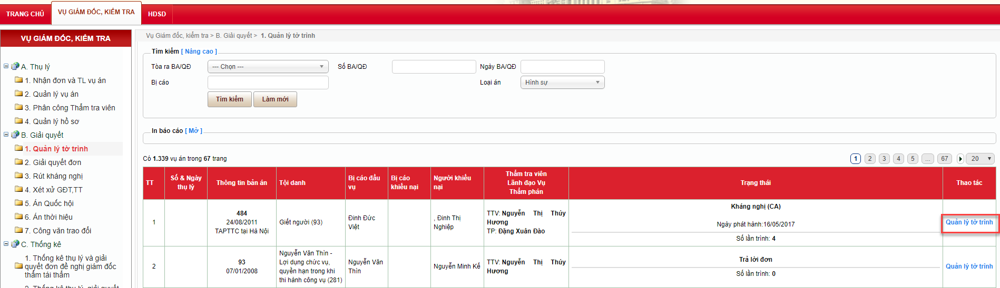 TRANG CHỦ
VỤ GIÁM ĐỐC, KIỂM TRA
HDSD
VỤ GIÁM ĐỐC, KIỂM TRA
A. Thụ lý
1. Nhận đơn và TL vụ án
2. Quản lý vụ án
3. Phân công Thẩm tra viên
4. Quản lý hồ sơ
B. Giải quyết
1. Quản lý tờ trình
2. Giải quyết đơn
3. Rút kháng nghị
4. Xét xử GĐT,TT
5. Án Quốc hội
6. Án thời hiệu
7. Công văn trao đổi
C. Thống kê
1. Thống kê thụ lý và giải
quyết đơn đề nghị giám đốc
thẩm tái thẩm
2. Thống kê thụ lý, giải quyết
Vụ Giám đốc, kiểm tra > B. Giải quyết > 1. Quản lý tờ trình
Tìm kiếm [ Nâng cao ]
Tòa ra BA/QĐ
--- Chọn ---
Số BA/QĐ
Ngày BA/QĐ
Bị cáo
Loại án
Hình sự
Tìm kiếm
Làm mới
In báo cáo [ Mở ]
Có 1.339 vụ án trong 67 trang
1 2 3 4 5 ... 67 20
TT
Số & Ngày
thụ lý
Thông tin bản án
Tội danh
Bị cáo đầu
vụ
Bị cáo
khiếu nại
Người khiếu
nại
Thẩm tra viên
Lãnh đạo Vụ
Thẩm phán
Trạng thái
Thao tác
1
484
24/08/2011
TAPTTC tại Hà Nội
Giết người (93)
Đinh Đức
Việt
, Đinh Thị
Nghiệp
TTV: Nguyễn Thị Thúy
Hương
TP: Đặng Xuân Đào
Kháng nghị (CA)
Ngày phát hành:16/05/2017
Số lần trình: 4
Quản lý tờ trình
2
93
07/01/2008
Nguyễn Văn Thìn -
Lợi dụng chức vụ,
quyền hạn trong khi
thi hành công vụ (281)
Nguyễn Văn
Thìn
Nguyễn Minh Kế
TTV: Nguyễn Thị Thúy
Hương
Trả lời đơn
Số lần trình: 0
Quản lý tờ trình